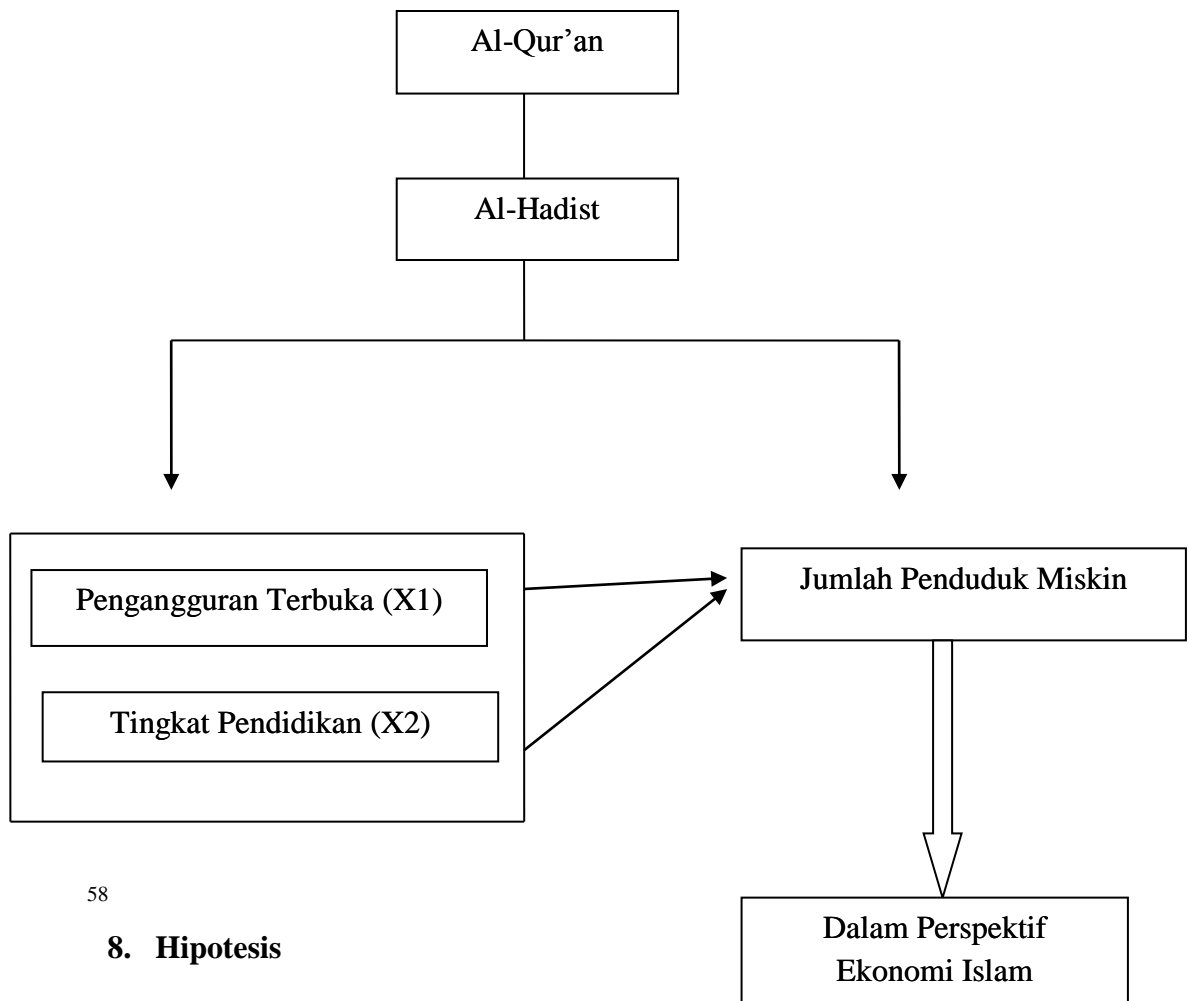 Al-Qur’an
Al-Hadist
Pengangguran Terbuka (X1)
Tingkat Pendidikan (X2)
Jumlah Penduduk Miskin
58
8. Hipotesis
Dalam Perspektif
Ekonomi Islam